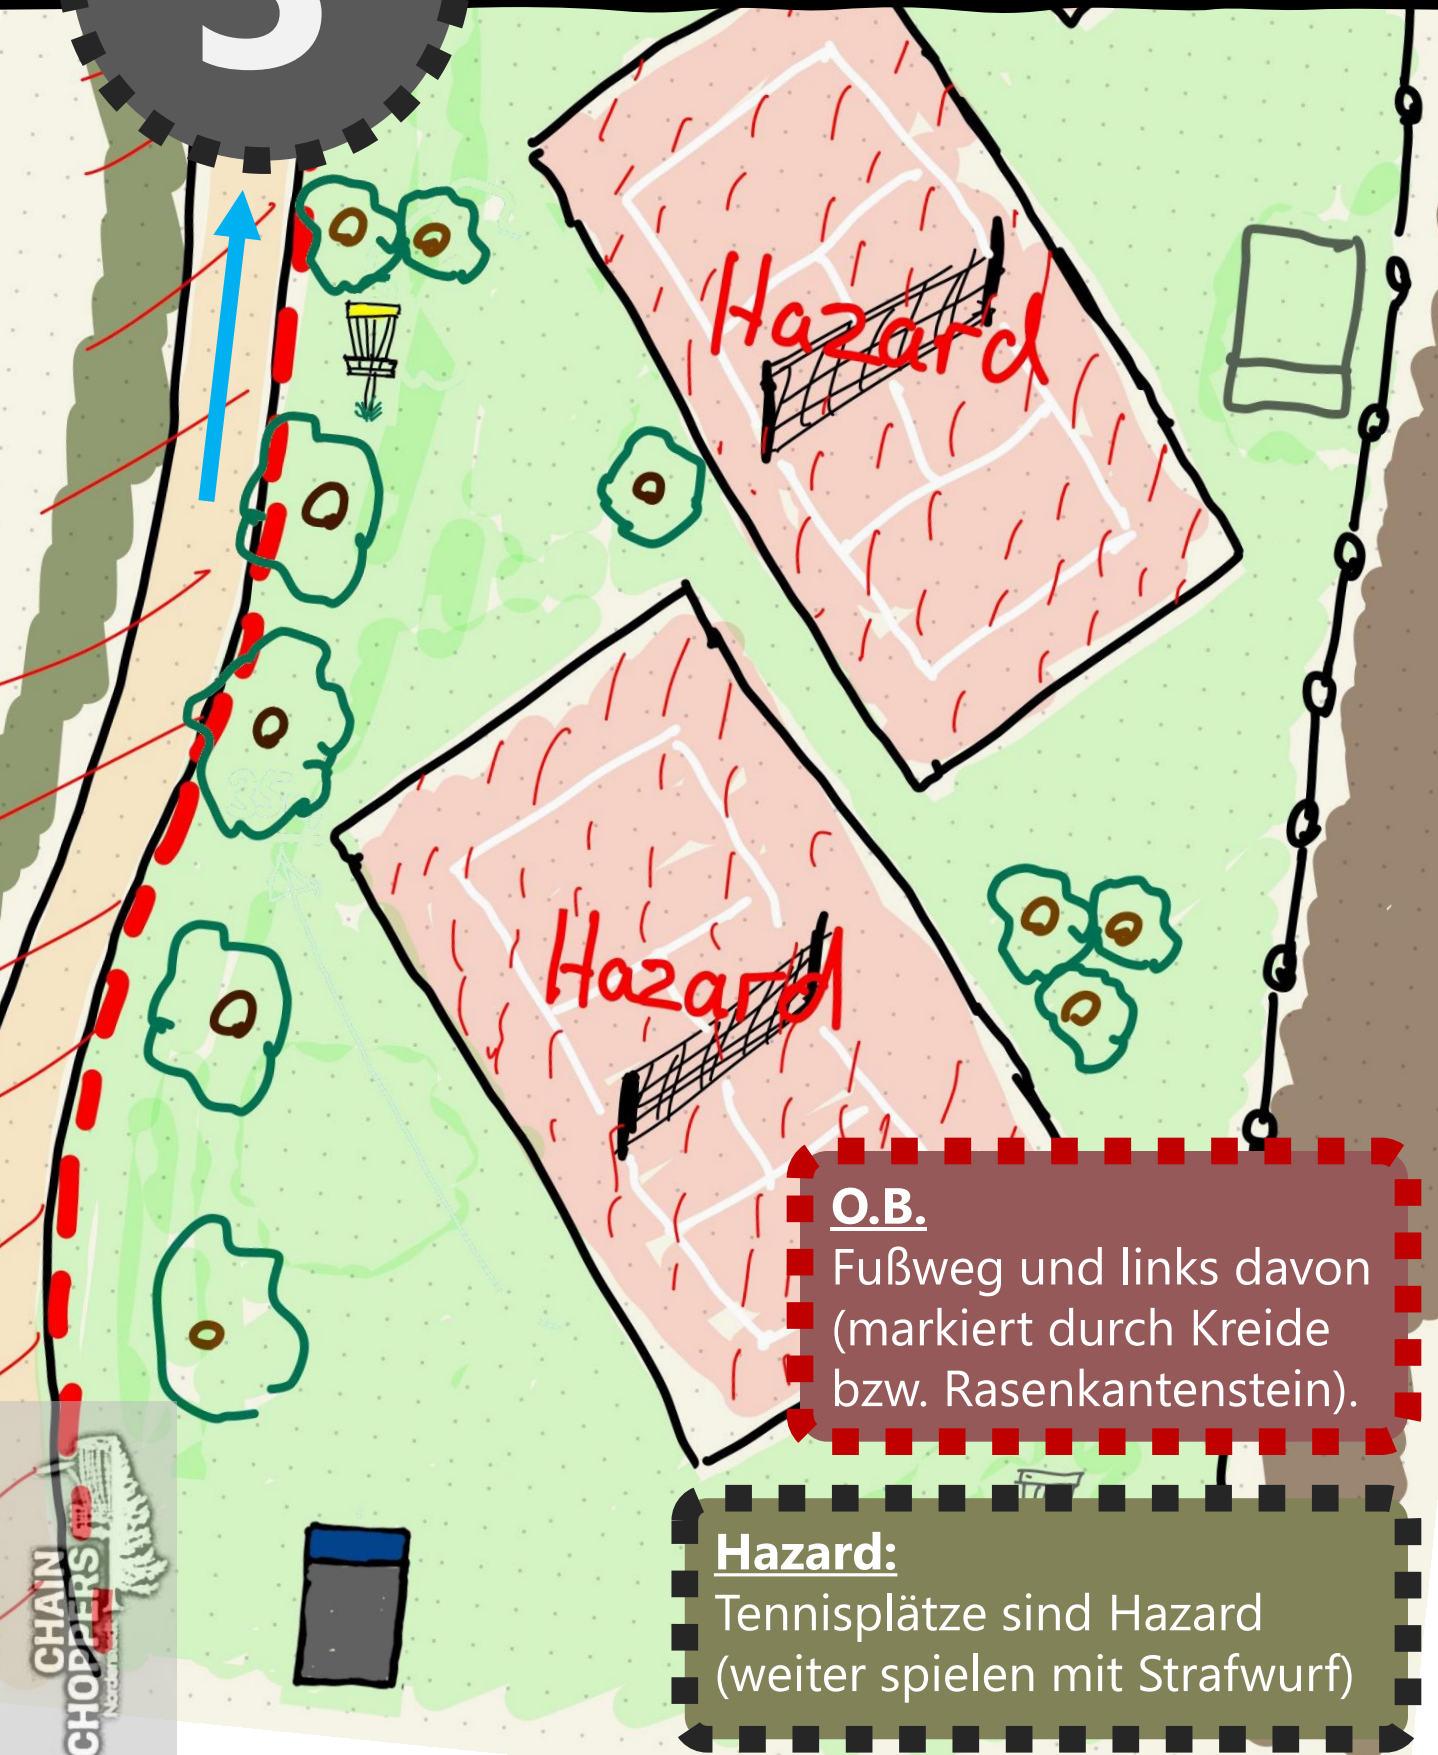 Hazard
Hazard
O.B.
Fußweg und links davon
(markiert durch Kreide
bzw. Rasenkantenstein).
Hazard:
Tennisplätze sind Hazard
(weiter spielen mit Strafwurf)
CHAIN
CHOPPERS